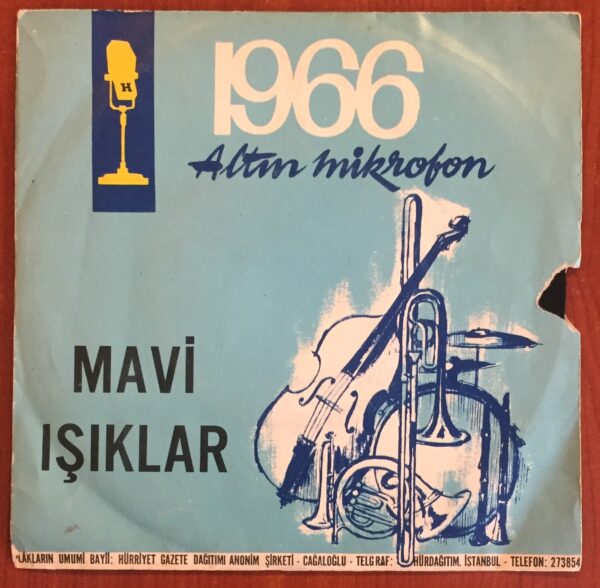 H
1966
Altın mikrofon
MAVİ
IŞIKLAR
PLÂKLARIN UMUMİ BAYİİ: HÜRRİYET GAZETE DAĞITIMI ANONİM ŞİRKETİ - CAĞALOĞLU - TELGRAF: HÜRDAĞITIM. İSTANBUL - TELEFON: 273854